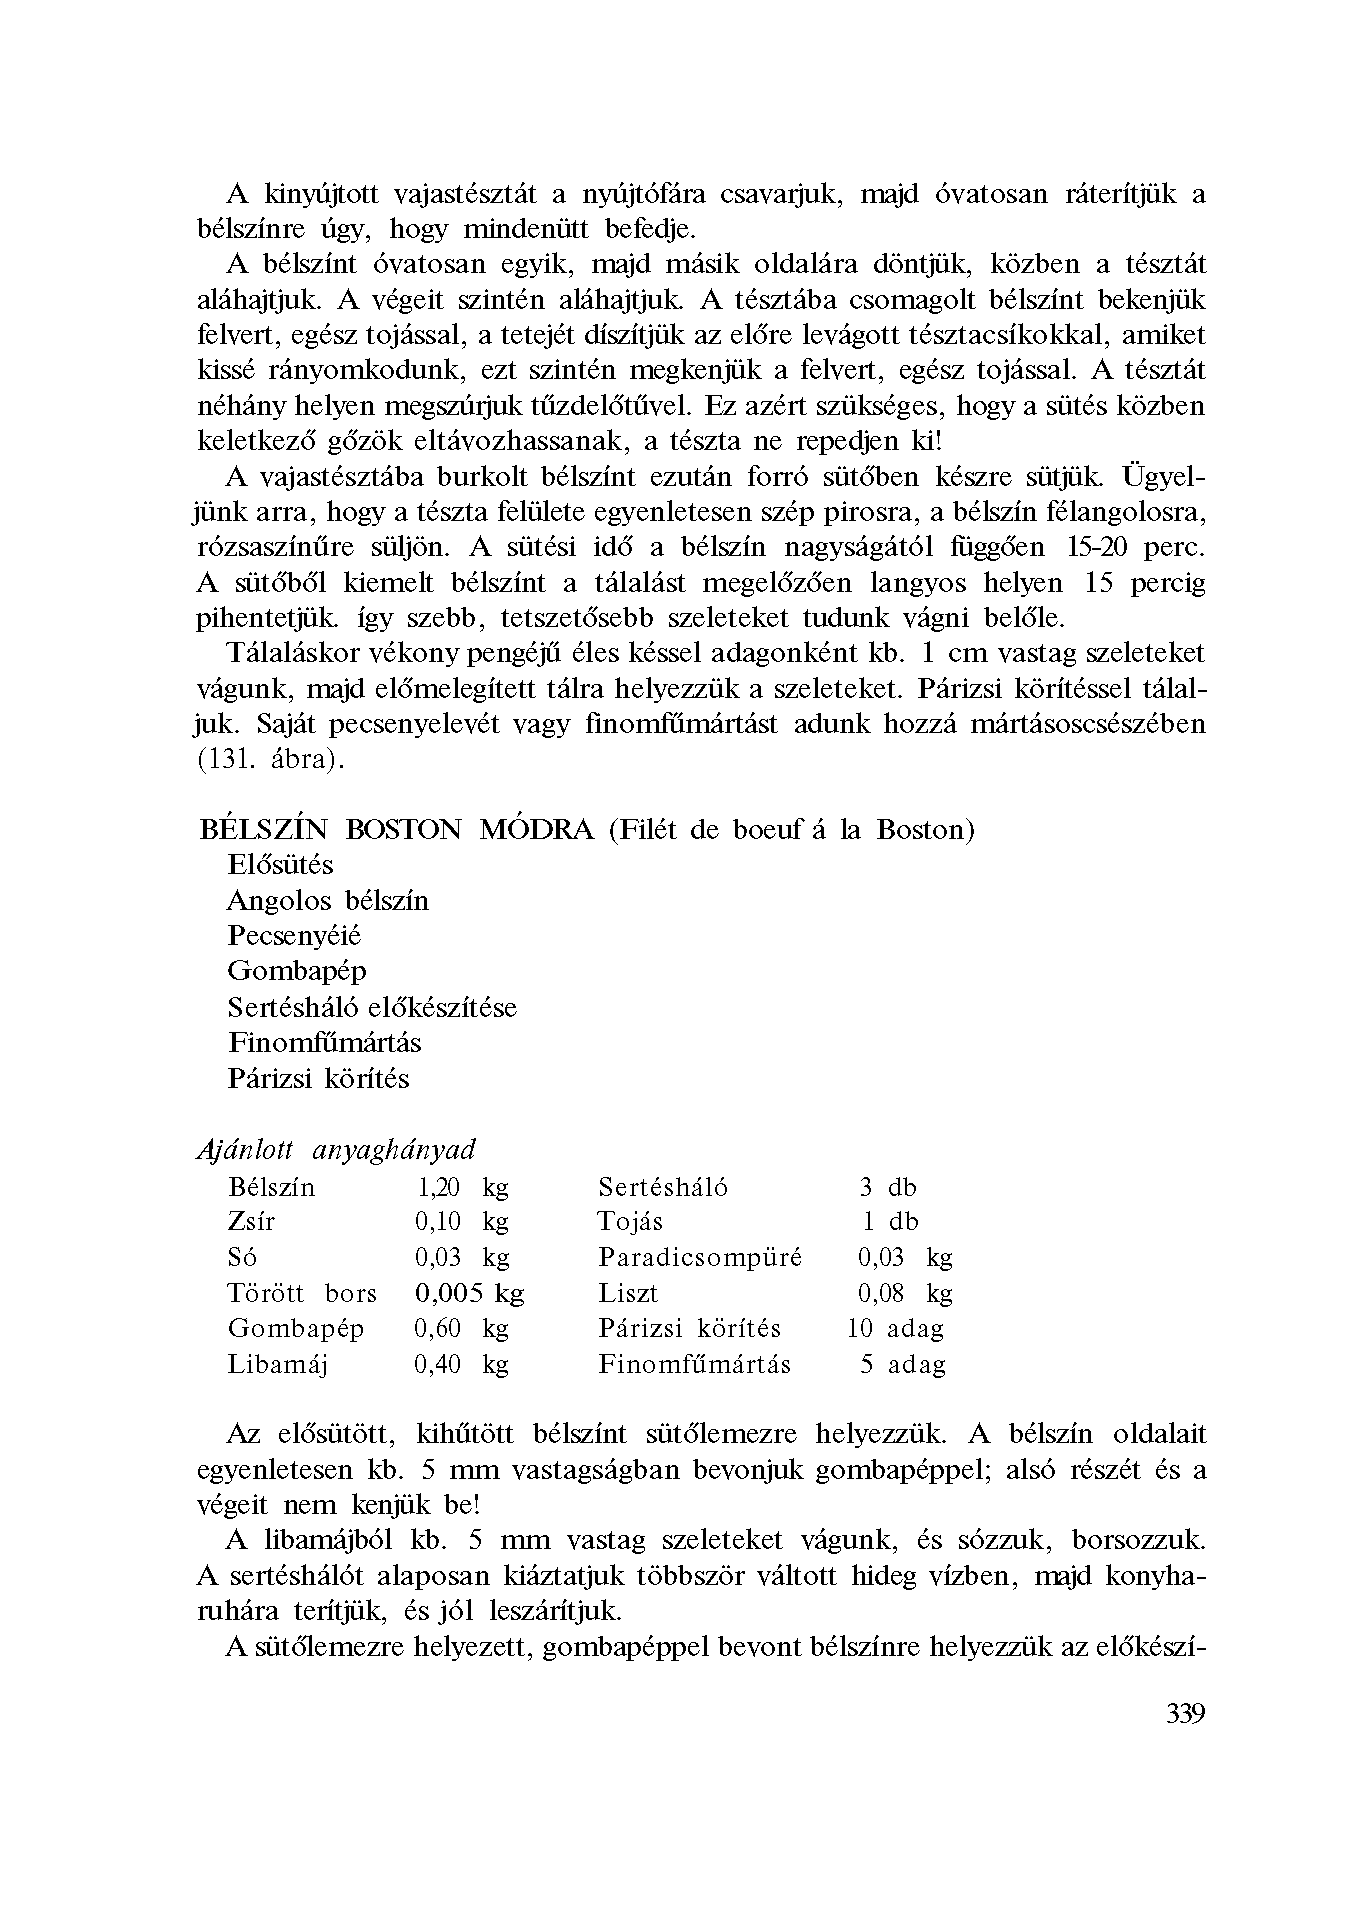 A kinyújtott vajastésztát a nyújtófára csavarjuk, majd óvatosan ráterítjük a
bélszínre úgy, hogy mindenütt befedje.
A bélszínt óvatosan egyik, majd másik oldalára döntjük, közben a tésztát
aláhajtjuk. A végeit szintén aláhajtjuk. A tésztába csomagolt bélszínt bekenjük
felvert, egész tojással, a tetejét díszítjük az előre levágott tésztacsíkokkal, amiket
kissé rányomkodunk, ezt szintén megkenjük a felvert, egész tojással. A tésztát
néhány helyen megszúrjuk tűzdelőtűvel. Ez azért szükséges, hogy a sütés közben
keletkező gőzök eltávozhassanak, a tészta ne repedjen ki!
A vajastésztába burkolt bélszínt ezután forró sütőben készre sütjük. Ügyel-
jünk arra, hogy a tészta felülete egyenletesen szép pirosra, a bélszín félangolosra,
rózsaszínűre süljön. A sütési idő a bélszín nagyságától függően 15-20 perc.
A sütőből kiemelt bélszínt a tálalást megelőzően langyos helyen 15 percig
pihentetjük. így szebb, tetszetősebb szeleteket tudunk vágni belőle.
Tálaláskor vékony pengéjű éles késsel adagonként kb. 1 cm vastag szeleteket
vágunk, majd előmelegített tálra helyezzük a szeleteket. Párizsi körítéssel tálal-
juk. Saját pecsenyelevét vagy finomfűmártást adunk hozzá mártásoscsészében
(131. ábra).
BÉLSZÍN BOSTON MÓDRA (Filét de boeuf á la Boston)
Elősütés
Angolos bélszín
Pecsenyéié
Gombapép
Sertésháló előkészítése
Finomfűmártás
Párizsi körítés
Ajánlott anyaghányad
Bélszín 1,20 kg Sertésháló 3 db
Zsír 0,10 kg Tojás 1 db
Só 0,03 kg Paradicsompüré 0,03 kg
Törött bors 0,005 kg Liszt 0,08 kg
Gombapép 0,60 kg Párizsi körítés 10 adag
Libamáj 0,40 kg Finomfűmártás 5 adag
Az elősütött, kihűtött bélszínt sütőlemezre helyezzük. A bélszín oldalait
egyenletesen kb. 5 mm vastagságban bevonjuk gombapéppel; alsó részét és a
végeit nem kenjük be!
A libamájból kb. 5 mm vastag szeleteket vágunk, és sózzuk, borsozzuk.
A sertéshálót alaposan kiáztatjuk többször váltott hideg vízben, majd konyha-
ruhára terítjük, és jól leszárítjuk.
A sütőlemezre helyezett, gombapéppel bevont bélszínre helyezzük az előkészí-
339